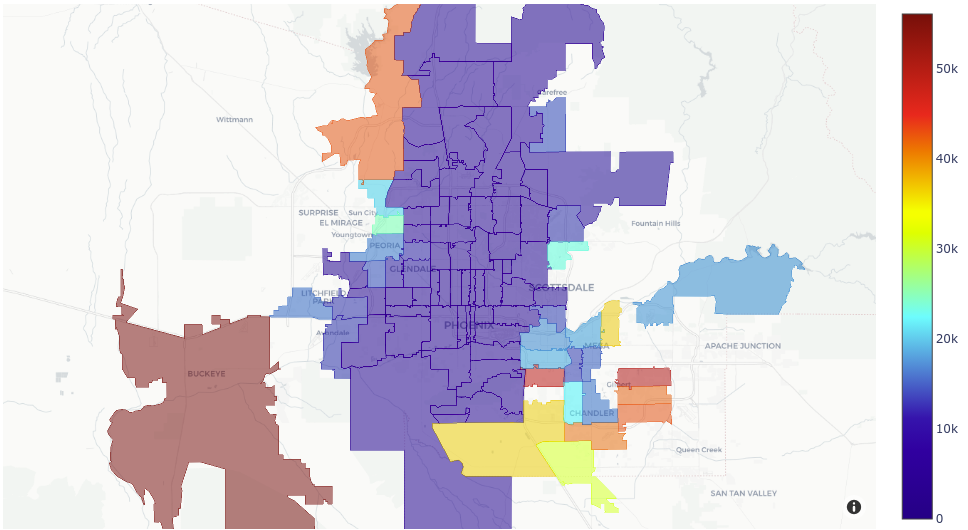 50k
Carefree
Wittmann
40k
SURPRISE
Sun City
EL MIRAGE
Fountain Hills
Youngtown
PEORIA
30k
GLENDALE
SCOTTSDALE
LITCHFIELD
PARK
PHOENIX
Avondale
20k
MESA
APACHE JUNCTION
BUCKEYE
Gilbert
CHANDLER
10k
Queen Creek
SAN TAN VALLEY
i
0